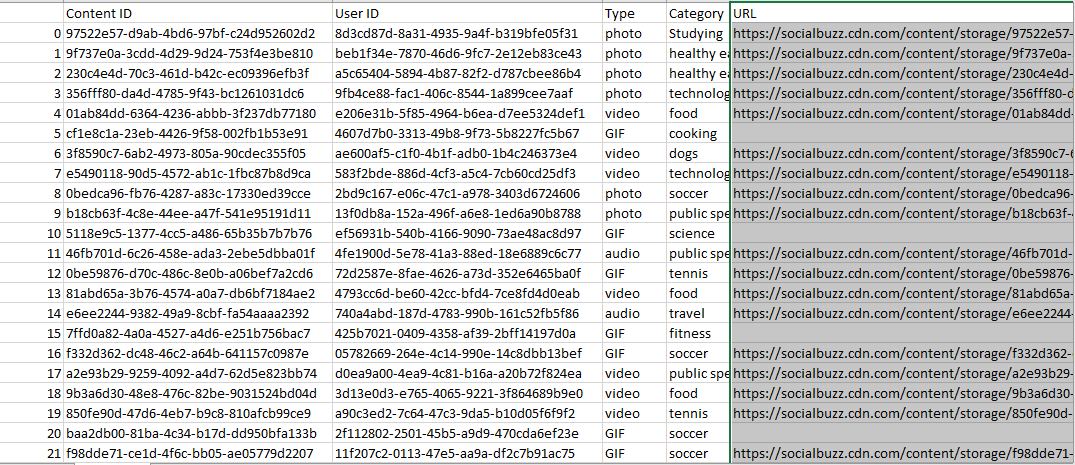 Content ID User ID Type Category URL
0 97522e57-d9ab-4bd6-97bf-c24d952602d2 8d3cd87d-8a31-4935-9a4f-b319bfe05f31 photo Studying https://socialbuzz.cdn.com/content/storage/97522e57-
1 9f737e0a-3cdd-4d29-9d24-753f4e3be810 beb1f34e-7870-46d6-9fc7-2e12eb83ce43 photo healthy ea https://socialbuzz.cdn.com/content/storage/9f737e0a-
2 230c4e4d-70c3-461d-b42c-ec09396efb3f a5c65404-5894-4b87-82f2-d787cbee86b4 photo healthy ea https://socialbuzz.cdn.com/content/storage/230c4e4d-
3 356fff80-da4d-4785-9f43-bc1261031dc6 9fb4ce88-fac1-406c-8544-1a899cee7aaf photo technolog https://socialbuzz.cdn.com/content/storage/356fff80-d
4 01ab84dd-6364-4236-abbb-3f237db77180 e206e31b-5f85-4964-b6ea-d7ee5324def1 video food https://socialbuzz.cdn.com/content/storage/01ab84dd-
5 cf1e8c1a-23eb-4426-9f58-002fb1b53e91 4607d7b0-3313-49b8-9f73-5b8227fc5b67 GIF cooking
6 3f8590c7-6ab2-4973-805a-90cdec355f05 ae600af5-c1f0-4b1f-adb0-1b4c246373e4 video dogs https://socialbuzz.cdn.com/content/storage/3f8590c7-6
7 e5490118-90d5-4572-ab1c-1fbc87b8d9ca 583f2bde-886d-4cf3-a5c4-7cb60cd25df3 video technolog https://socialbuzz.cdn.com/content/storage/e5490118-
8 0bedca96-fb76-4287-a83c-17330ed39cce 2bd9c167-e06c-47c1-a978-3403d6724606 photo soccer https://socialbuzz.cdn.com/content/storage/0bedca96-
9 b18cb63f-4c8e-44ee-a47f-541e95191d11 13f0db8a-152a-496f-a6e8-1ed6a90b8788 photo public spe https://socialbuzz.cdn.com/content/storage/b18cb63f-4
10 5118e9c5-1377-4cc5-a486-65b35b7b7b76 ef56931b-540b-4166-9090-73ae48ac8d97 GIF science
11 46fb701d-6c26-458e-ada3-2ebe5dbba01f 4fe1900d-5e78-41a3-88ed-18e6889c6c77 audio public spe https://socialbuzz.cdn.com/content/storage/46fb701d-
12 0be59876-d70c-486c-8e0b-a06bef7a2cd6 72d2587e-8fae-4626-a73d-352e6465ba0f GIF tennis https://socialbuzz.cdn.com/content/storage/0be59876-
13 81abd65a-3b76-4574-a0a7-db6bf7184ae2 4793cc6d-be60-42cc-bfd4-7ce8fd4d0eab video food https://socialbuzz.cdn.com/content/storage/81abd65a-
14 e6ee2244-9382-49a9-8cbf-fa54aaaa2392 740a4abd-187d-4783-990b-161c52fb5f86 audio travel https://socialbuzz.cdn.com/content/storage/e6ee2244-
15 7ffd0a82-4a0a-4527-a4d6-e251b756bac7 425b7021-0409-4358-af39-2bff14197d0a GIF fitness
16 f332d362-dc48-46c2-a64b-641157c0987e 05782669-264e-4c14-990e-14c8dbb13bef GIF soccer https://socialbuzz.cdn.com/content/storage/f332d362-
17 a2e93b29-9259-4092-a4d7-62d5e823bb74 d0ea9a00-4ea9-4c81-b16a-a20b72f824ea video public spe https://socialbuzz.cdn.com/content/storage/a2e93b29-
18 9b3a6d30-48e8-476c-82be-9031524bd04d 3d13e0d3-e765-4065-9221-3f864689b9e0 video food https://socialbuzz.cdn.com/content/storage/9b3a6d30-
19 850fe90d-47d6-4eb7-b9c8-810afcb99ce9 a90c3ed2-7c64-47c3-9da5-b10d05f6f9f2 video tennis https://socialbuzz.cdn.com/content/storage/850fe90d-
20 baa2db00-81ba-4c34-b17d-dd950bfa133b 2f112802-2501-45b5-a9d9-470cda6ef23e GIF soccer
21 f98dde71-ce1d-4f6c-bb05-ae05779d2207 11f207c2-0113-47e5-aa9a-df2c7b91ac75 GIF soccer https://socialbuzz.cdn.com/content/storage/f98dde71-